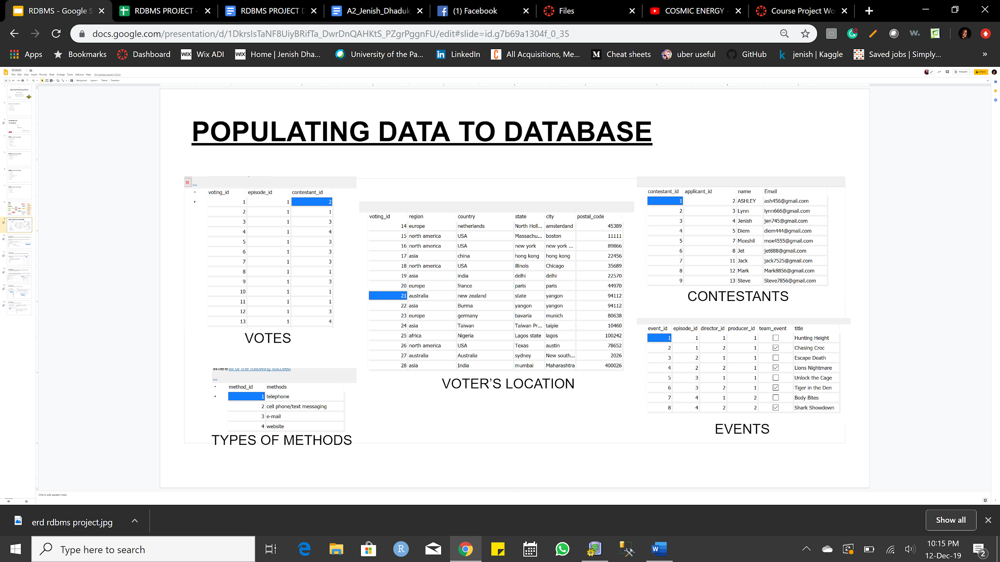 RDBMS - Google S
RDBMS PROJECT -
RDBMS PROJECT D
A2_Jenish_Dhaduk
(1) Facebook
Files
COSMIC ENERGY -
Course Project Wo
docs.google.com/presentation/d/1DkrsIsTaNF8UiyBRifTa_DwrDnQAHKtS_PZgrPggnFU/edit#slide=id.g7b69a1304f_0_35
Apps Bookmarks Dashboard WIX Wix ADI WIX Home | Jenish Dha... University of the Pa... LinkedIn All Acquisitions, Me... M Cheat sheets uber useful GitHub jenish | Kaggle Saved jobs | Simply... »
RDBMS
File Edit View Insert Format Slide Arrange Tools Add-ons Help All changes saved in Drive
Present Share
Background Layout Theme Transition
POPULATING DATA TO DATABASE
...
voting_id episode_id contestant_id
1 1 2
2 1 1
3 1 3
4 1 4
5 1 3
6 1 3
7 1 3
8 1 1
9 1 3
10 1 1
11 1 1
12 1 3
13 1 4
VOTES
Where all of the following succeed
...
method_id methods
1 telephone
2 cell phone/text messaging
3 e-mail
4 website
TYPES OF METHODS
voting_id region country state city postal_code
14 europe netherlands North Holl... amsterdand 45389
15 north america USA Massachu... boston 11111
16 north america USA new york new york ... 89866
17 asia china hong kong hong kong 22456
18 north america USA illinois Chicago 35689
19 asia india delhi delhi 22570
20 europe france paris paris 44970
21 australia new zealand state yangon 94112
22 asia Burma yangon yangon 94112
23 europe germany bavaria munich 80638
24 asia Taiwan Taiwan Pr... taipie 10460
25 africa Nigeria Lagos state lagos 100242
26 north america USA Texas austin 78652
27 australia Australia sydney New south... 2026
28 asia India mumbai Maharashtra 400026
VOTER'S LOCATION
contestant_id applicant_id name Email
1 2 ASHLEY ash456@gmail.com
2 3 Lynn lynn666@gmail.com
3 4 Jenish jen745@gmail.com
4 5 Diem diem444@gmail.com
5 7 Moxshil mox4555@gmail.com
6 8 Jet jet888@gmail.com
7 11 Jack jack7525@gmail.com
8 12 Mark Mark8856@gmail.com
9 13 Steve Steve7856@gmail.com
CONTESTANTS
event_id episode_id director_id producer_id team_event title
1 1 1 1 Hunting Height
2 1 2 1 Chasing Croc
3 2 1 1 Escape Death
4 2 2 1 Lions Nightmare
5 3 1 1 Unlock the Cage
6 3 2 1 Tiger in the Den
7 4 1 2 Body Bites
8 4 2 2 Shark Showdown
EVENTS
Click to add speaker notes
erd rdbms project.jpg
Show all
Type here to search
10:15 PM
12-Dec-19
2